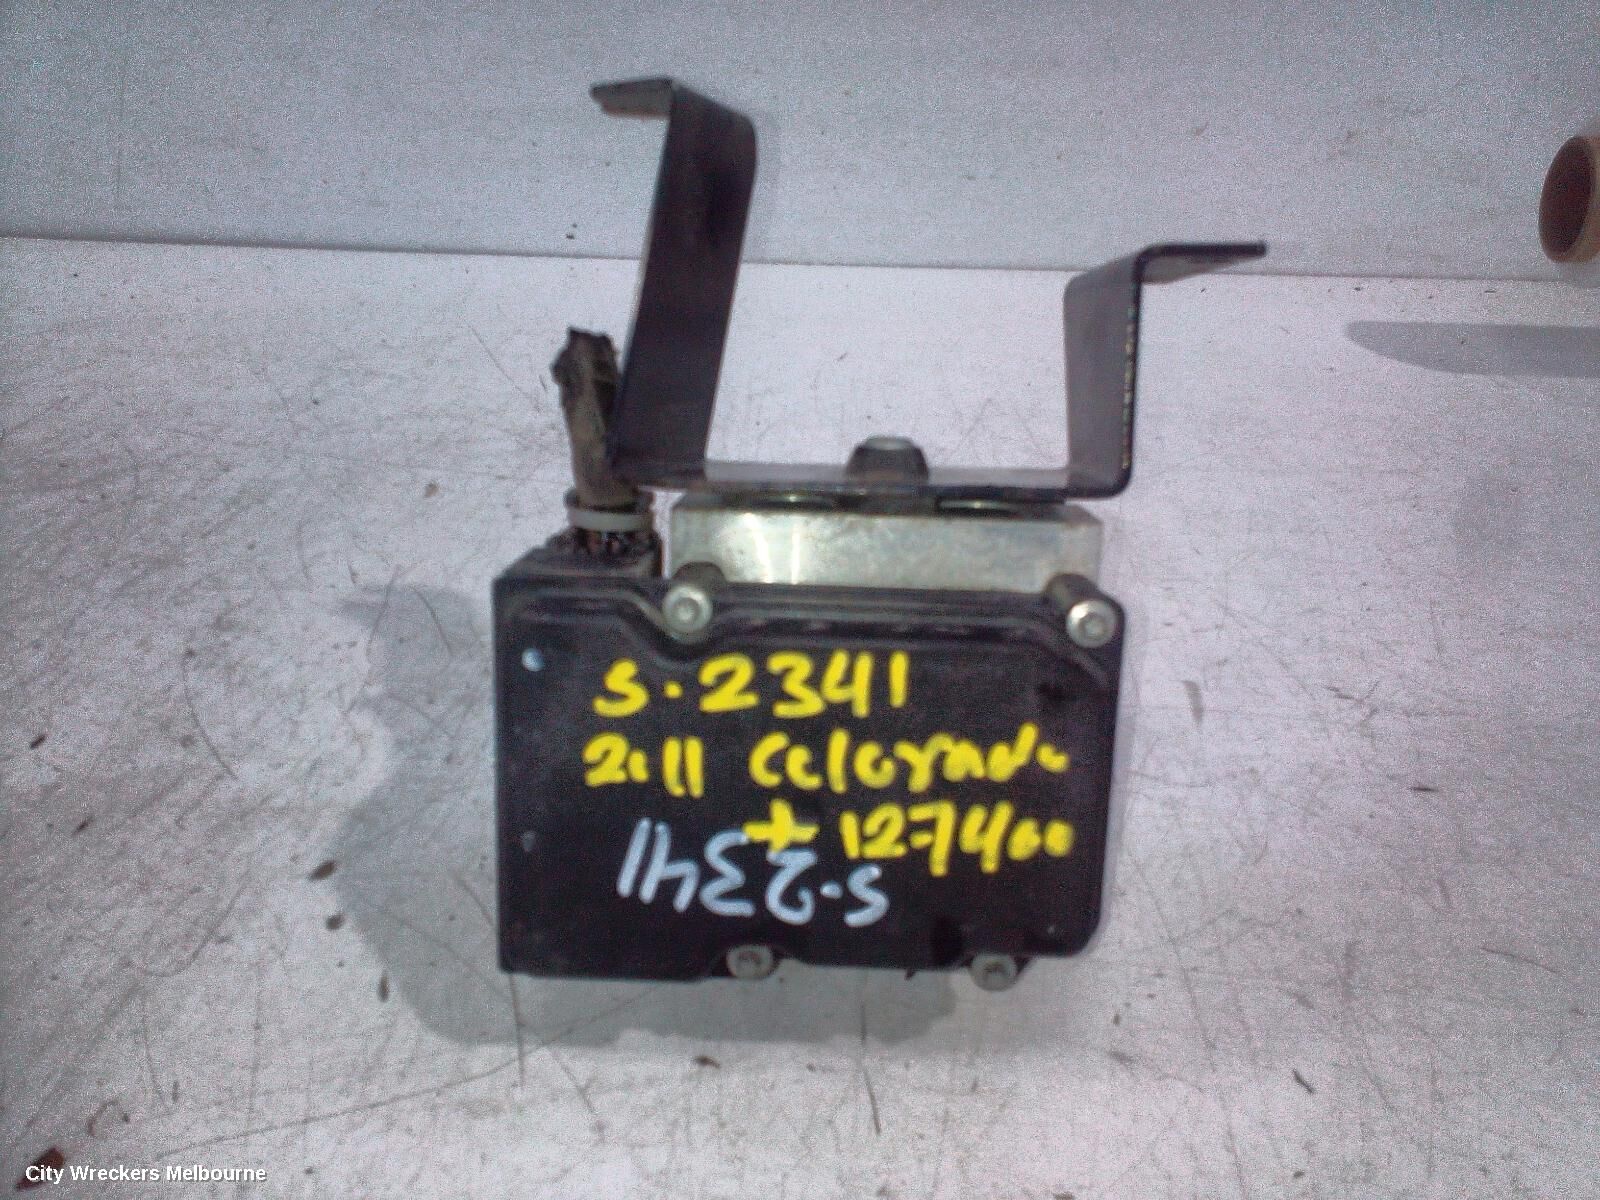 S.2341
2011 Colorado
+ 127400
S.2341
City Wreckers Melbourne